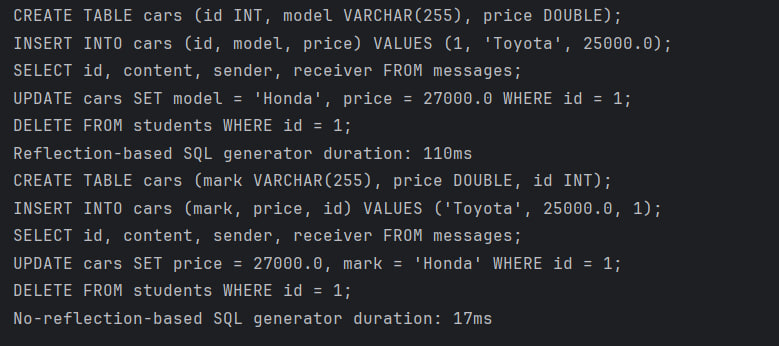 CREATE TABLE cars (id INT, model VARCHAR(255), price DOUBLE);
INSERT INTO cars (id, model, price) VALUES (1, 'Toyota', 25000.0);
SELECT id, content, sender, receiver FROM messages;
UPDATE cars SET model = 'Honda', price = 27000.0 WHERE id = 1;
DELETE FROM students WHERE id = 1;
Reflection-based SQL generator duration: 110ms
CREATE TABLE cars (mark VARCHAR(255), price DOUBLE, id INT);
INSERT INTO cars (mark, price, id) VALUES ('Toyota', 25000.0, 1);
SELECT id, content, sender, receiver FROM messages;
UPDATE cars SET price = 27000.0, mark = 'Honda' WHERE id = 1;
DELETE FROM students WHERE id = 1;
No-reflection-based SQL generator duration: 17ms